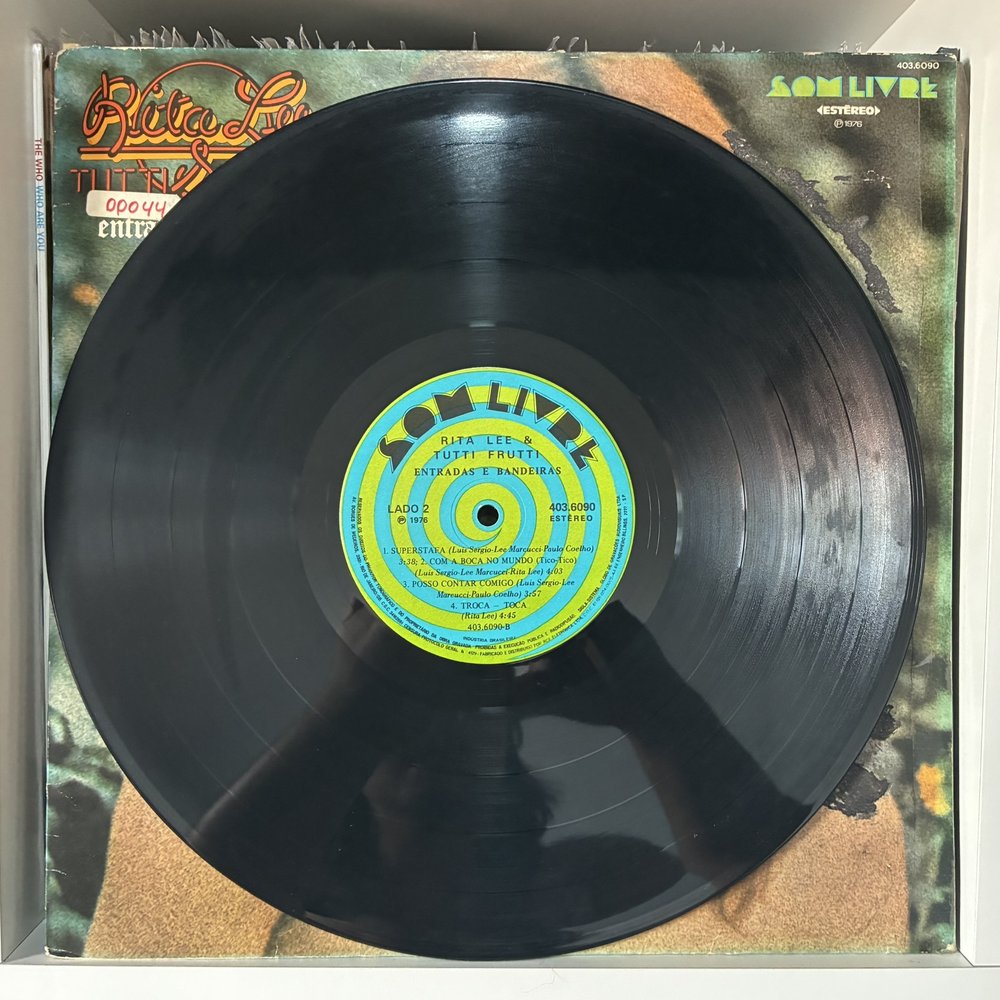 403.6090
SOM LIVRE
ESTÉREO
℗ 1976
Rita Lee
&
TUTTI
OPO44
entra
THE WHO WHO ARE YOU
SOM LIVRE
RITA LEE &
TUTTI FRUTTI
ENTRADAS E BANDEIRAS
LADO 2
℗ 1976
403.6090
ESTÉREO
1. SUPERSTAFA (Luis Sergio-Lee Marcucci-Paulo Coelho)
3:38; 2. COM A BOCA NO MUNDO (Tico-Tico)
(Luis Sergio-Lee Marcucci-Rita Lee) 4:03
3. POSSO CONTAR COMIGO (Luis Sergio-Lee
Marcucci-Paulo Coelho) 3:57
4. TROCA — TOCA
(Rita Lee) 4:45
403.6090-B
INDÚSTRIA BRASILEIRA